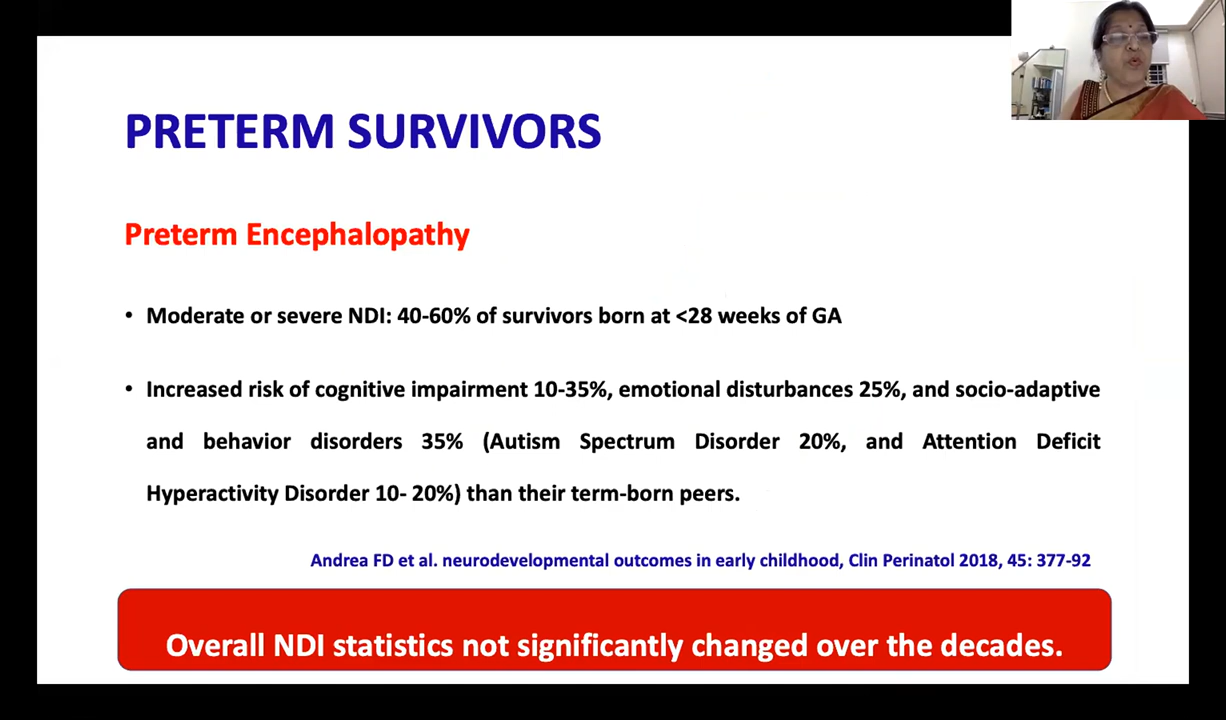 PRETERM SURVIVORS
Preterm Encephalopathy
• Moderate or severe NDI: 40-60% of survivors born at <28 weeks of GA
• Increased risk of cognitive impairment 10-35%, emotional disturbances 25%, and socio-adaptive
and behavior disorders 35% (Autism Spectrum Disorder 20%, and Attention Deficit
Hyperactivity Disorder 10- 20%) than their term-born peers.
Andrea FD et al. neurodevelopmental outcomes in early childhood, Clin Perinatol 2018, 45: 377-92
Overall NDI statistics not significantly changed over the decades.